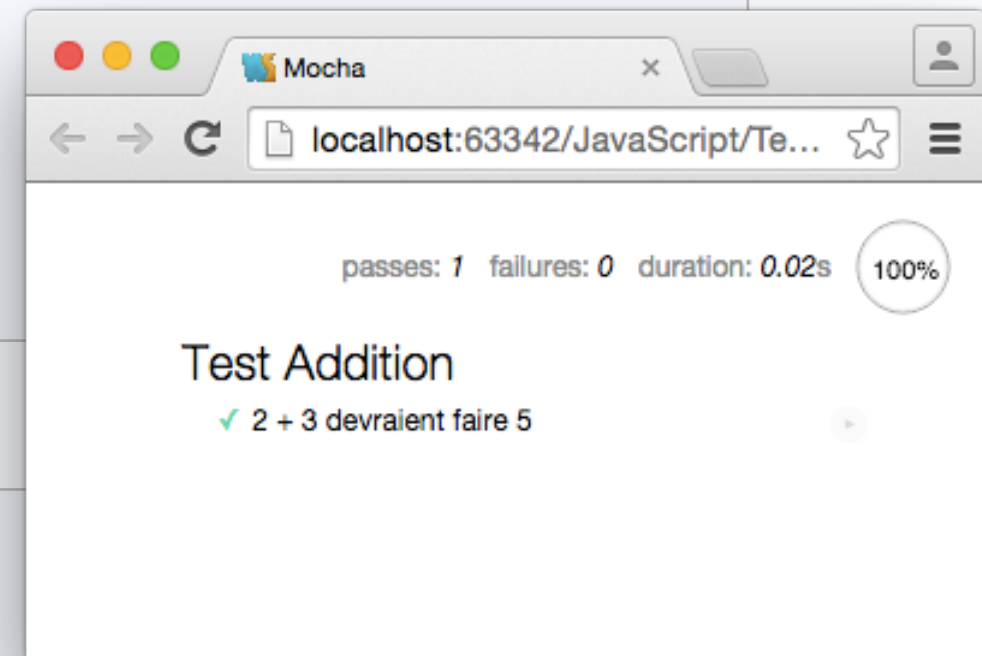 Mocha
localhost:63342/JavaScript/Te...
passes: 1 failures: 0 duration: 0.02s 100%
Test Addition
✓ 2 + 3 devraient faire 5